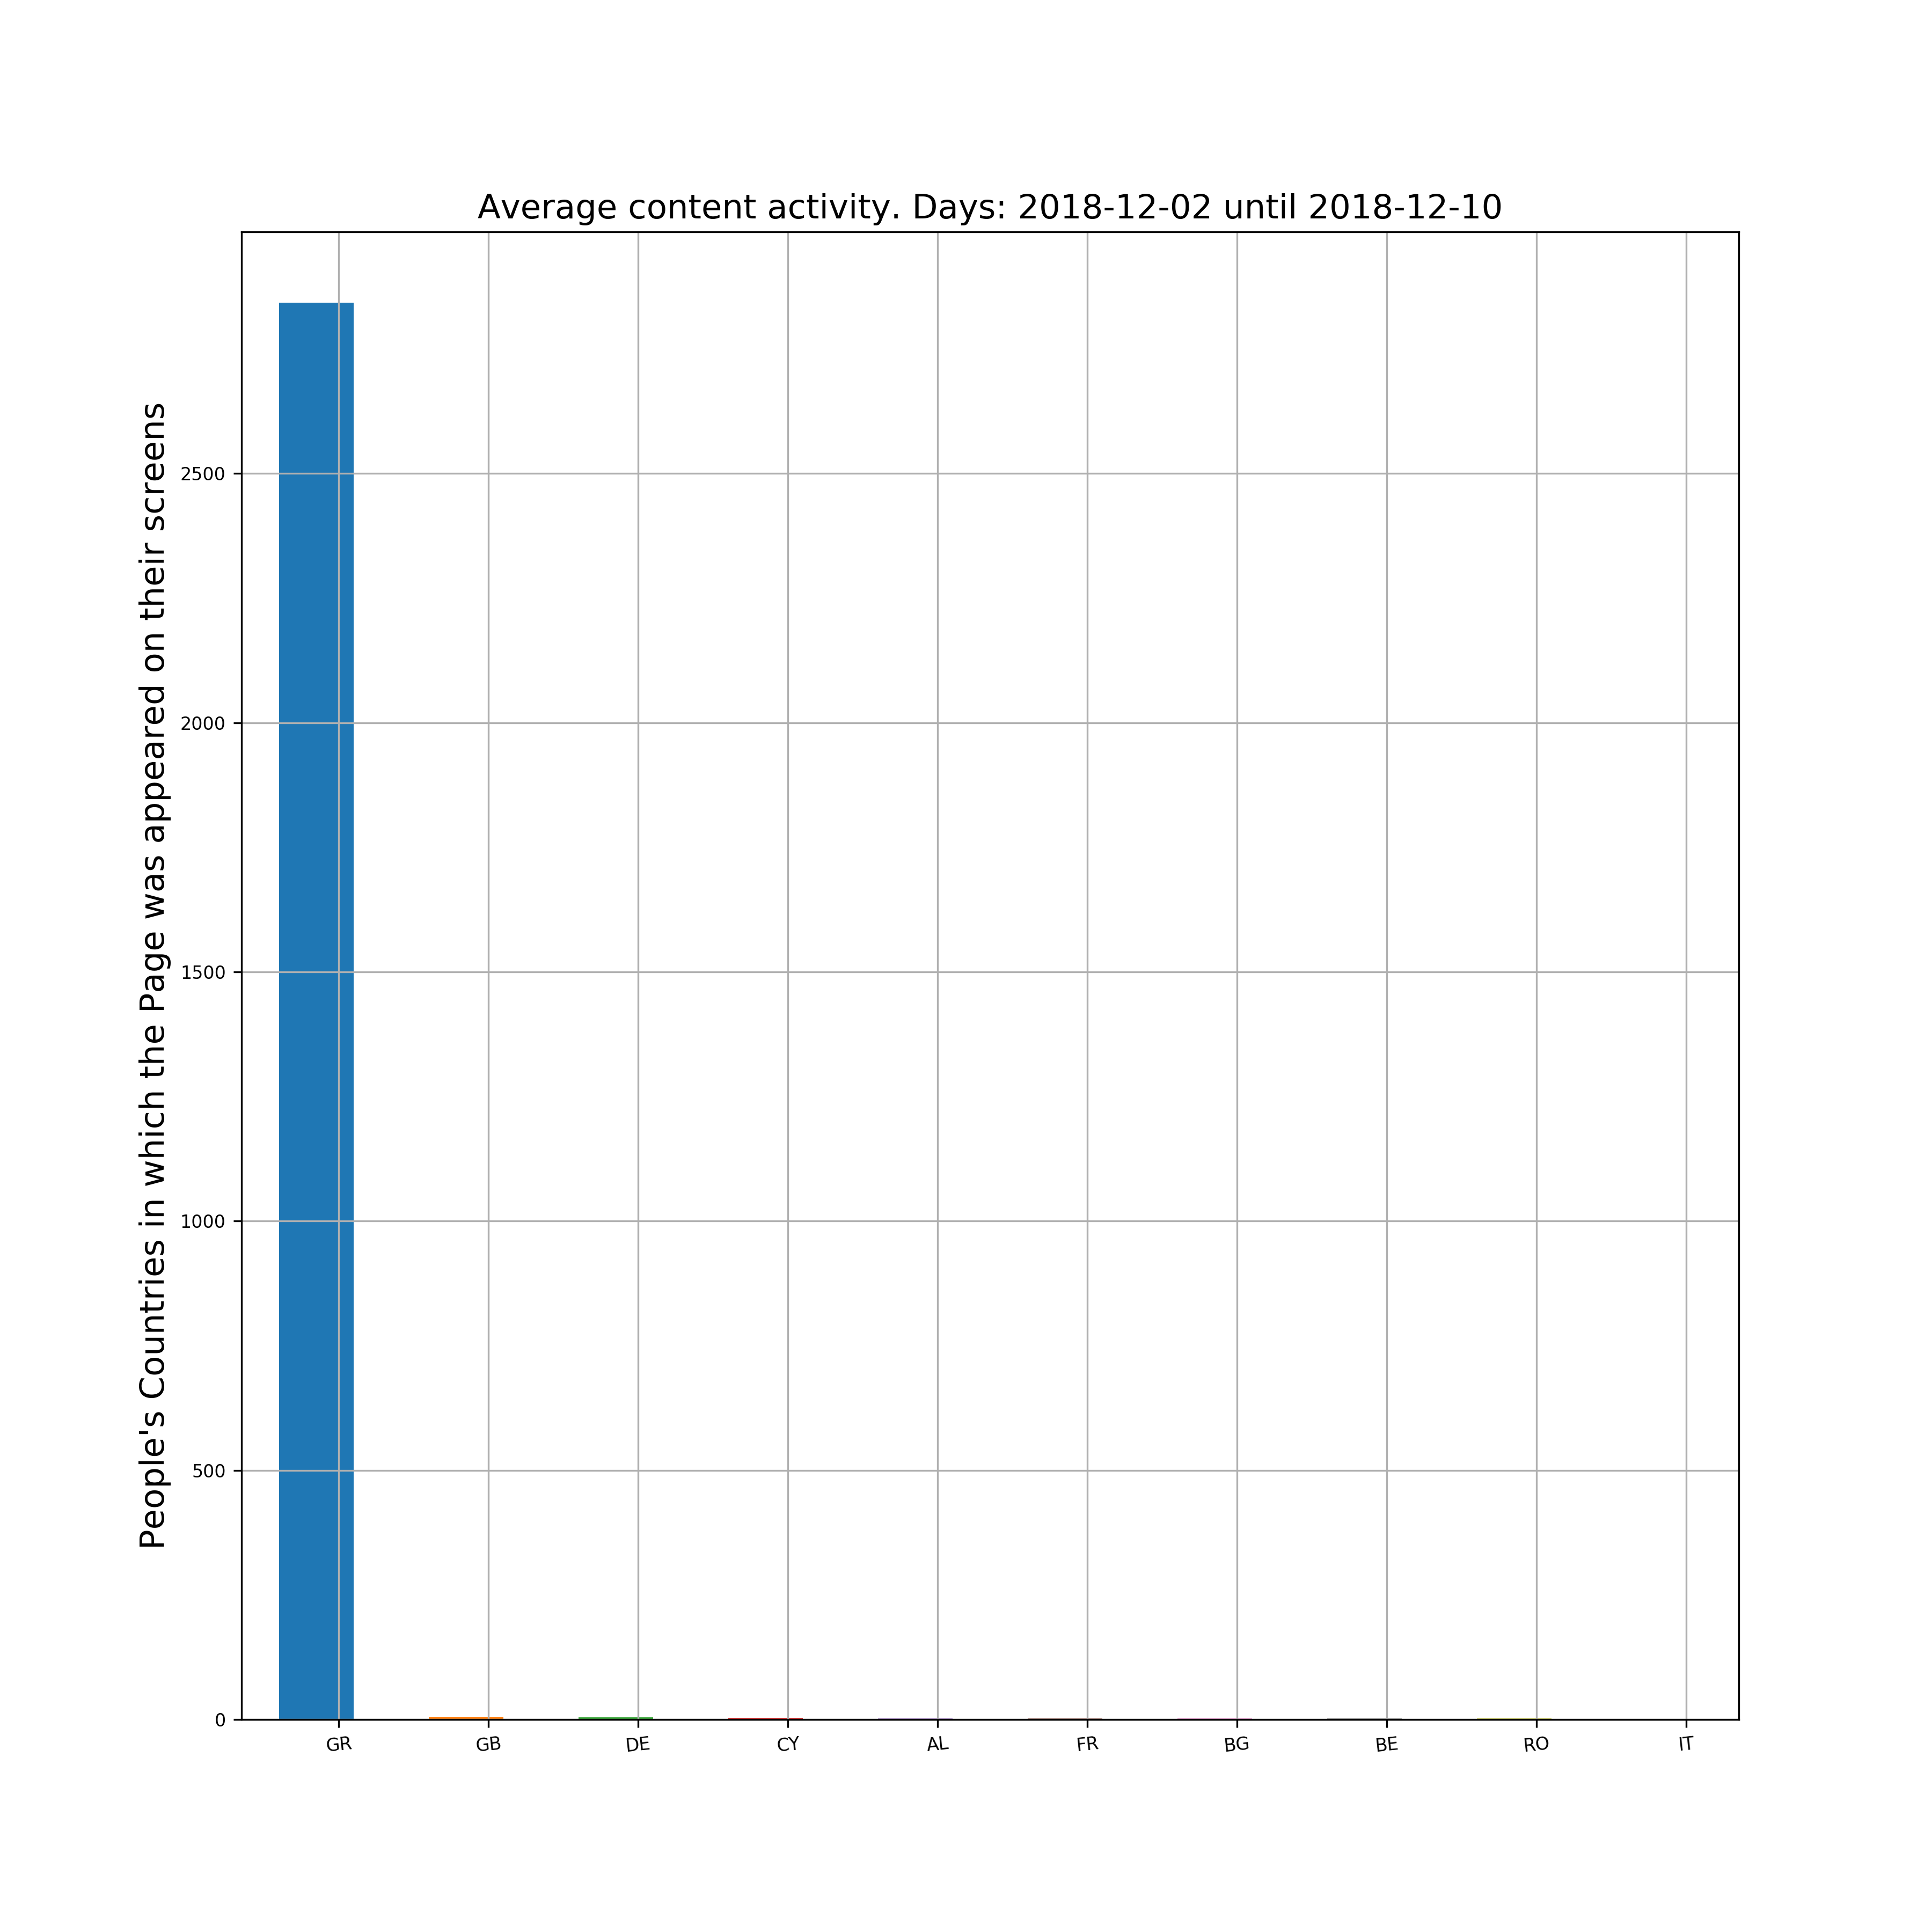 Average content activity. Days: 2018-12-02 until 2018-12-10
People's Countries in which the Page was appeared on their screens
2500
2000
1500
1000
500
0
GR GB DE CY AL FR BG BE RO IT